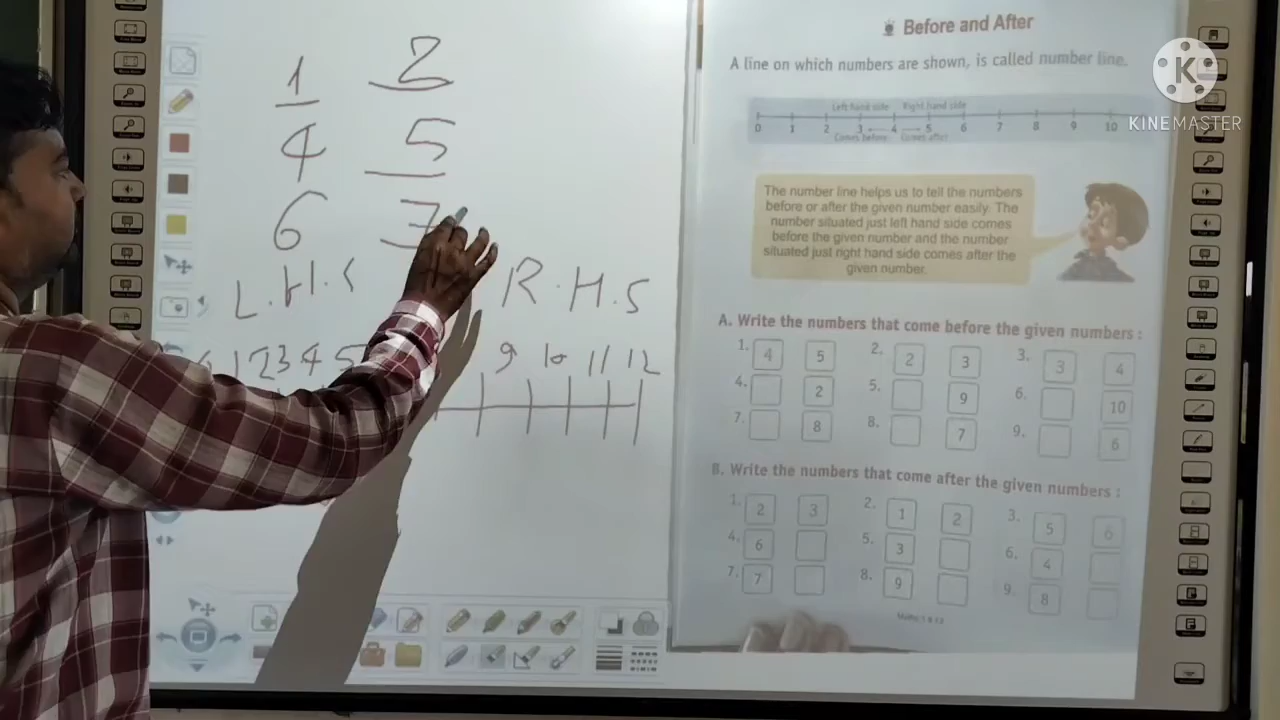 1 2
4 5
6 7
L.H.S R.H.S
1 2 3 4 5 9 10 11 12
Before and After
A line on which numbers are shown, is called number line.
Left hand side Right hand side
0 1 2 3 4 5 6 7 8 9 10
Comes before Comes after
The number line helps us to tell the numbers
before or after the given number easily. The
number situated just left hand side comes
before the given number and the number
situated just right hand side comes after the
given number.
A. Write the numbers that come before the given numbers :
1. 4 5 2. 2 3 3. 3 4
4. 2 5. 9 6. 10
7. 8 8. 7 9. 6
B. Write the numbers that come after the given numbers :
1. 2 3 2. 1 2 3. 5 6
4. 6 5. 3 6. 4
7. 7 8. 9 9. 8
K
KINEMASTER